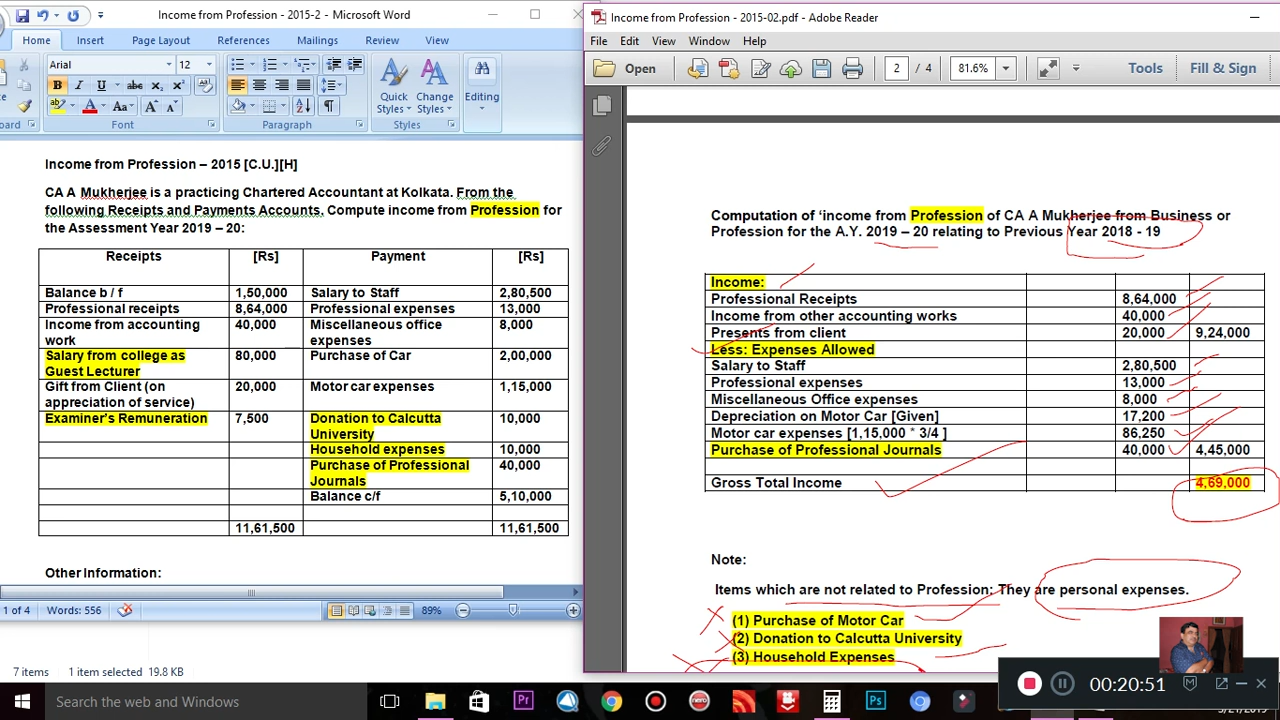 Income from Profession - 2015-2 - Microsoft Word
Home Insert Page Layout References Mailings Review View
Arial 12
Quick Styles
Change Styles
Editing
Font Paragraph Styles
Income from Profession – 2015 [C.U.][H]
CA A Mukherjee is a practicing Chartered Accountant at Kolkata. From the
following Receipts and Payments Accounts. Compute income from Profession for
the Assessment Year 2019 – 20:
Receipts [Rs] Payment [Rs]
Balance b / f 1,50,000 Salary to Staff 2,80,500
Professional receipts 8,64,000 Professional expenses 13,000
Income from accounting work 40,000 Miscellaneous office expenses 8,000
Salary from college as Guest Lecturer 80,000 Purchase of Car 2,00,000
Gift from Client (on appreciation of service) 20,000 Motor car expenses 1,15,000
Examiner's Remuneration 7,500 Donation to Calcutta University 10,000
Household expenses 10,000
Purchase of Professional Journals 40,000
Balance c/f 5,10,000
11,61,500 11,61,500
Other Information:
1 of 4 Words: 556 89%
7 items 1 item selected 19.8 KB
Income from Profession - 2015-02.pdf - Adobe Reader
File Edit View Window Help
Open 2 / 4 81.6% Tools Fill & Sign
Computation of ‘income from Profession of CA A Mukherjee from Business or
Profession for the A.Y. 2019 – 20 relating to Previous Year 2018 - 19
Income:
Professional Receipts 8,64,000
Income from other accounting works 40,000
Presents from client 20,000 9,24,000
Less: Expenses Allowed
Salary to Staff 2,80,500
Professional expenses 13,000
Miscellaneous Office expenses 8,000
Depreciation on Motor Car [Given] 17,200
Motor car expenses [1,15,000 * 3/4 ] 86,250
Purchase of Professional Journals 40,000 4,45,000
Gross Total Income 4,69,000
Note:
Items which are not related to Profession: They are personal expenses.
(1) Purchase of Motor Car
(2) Donation to Calcutta University
(3) Household Expenses
00:20:51
Search the web and Windows